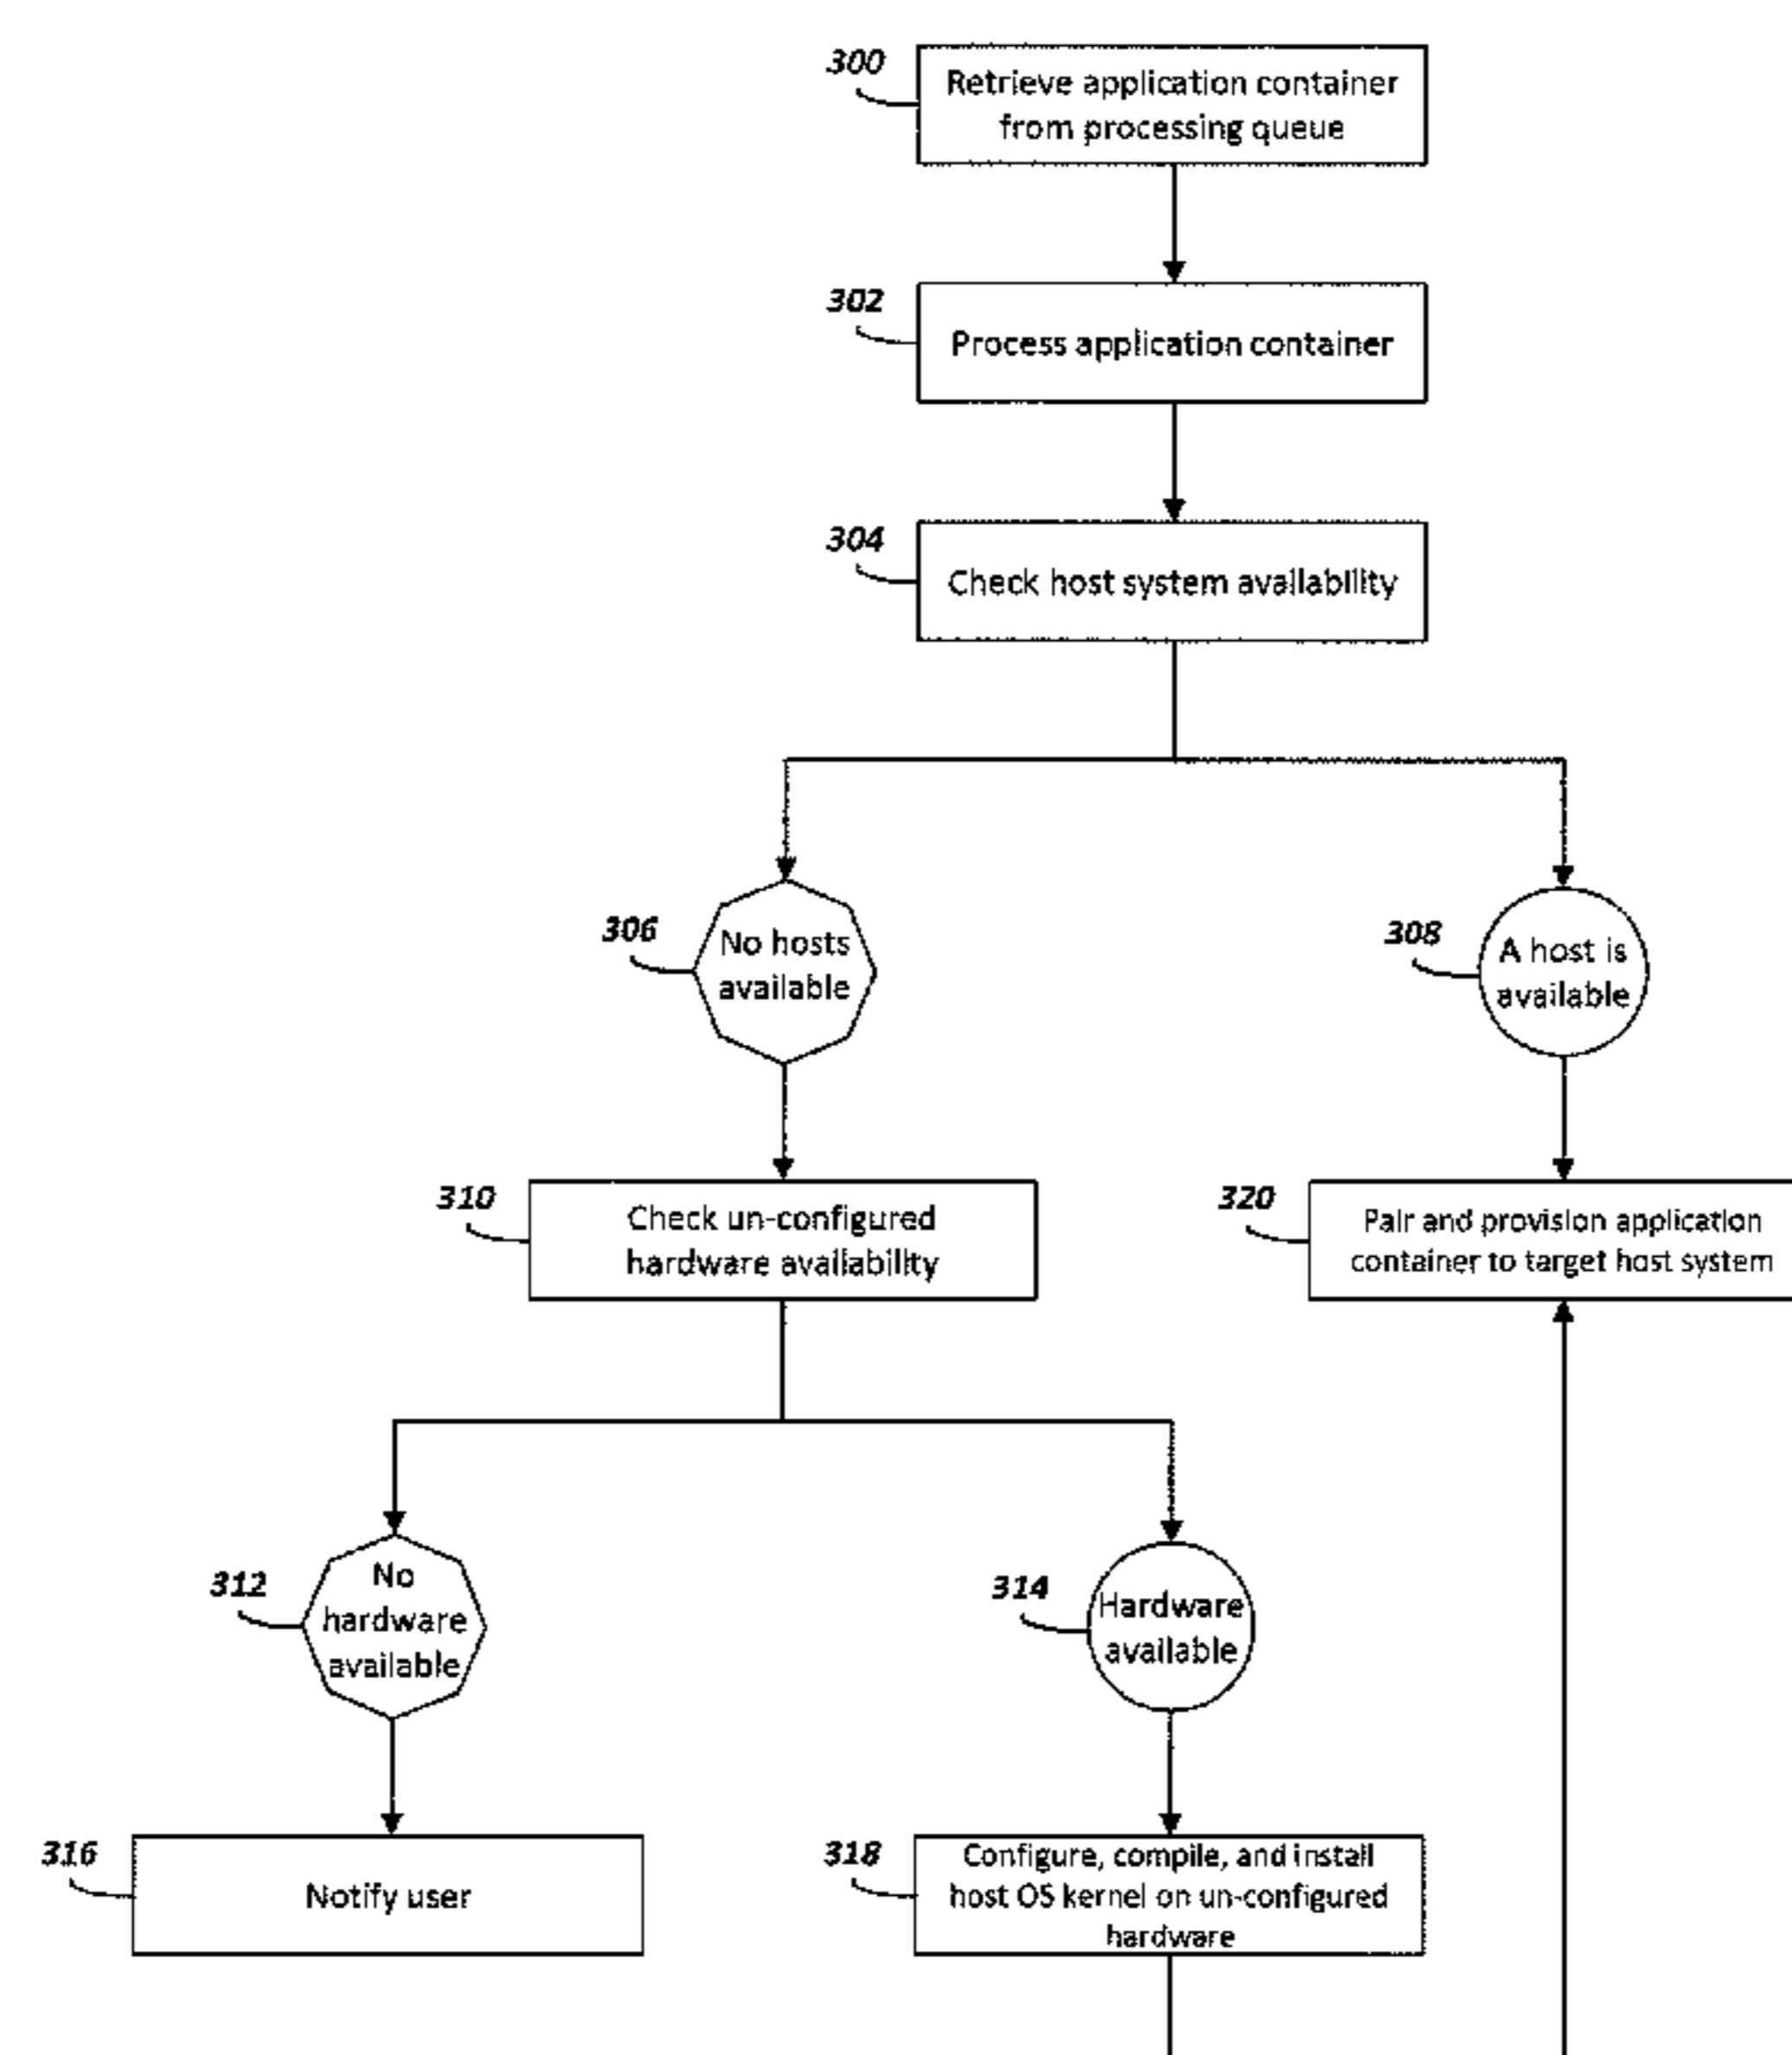 300
Retrieve application container
from processing queue
302
Process application container
304
Check host system availability
306
No hosts
available
308
A host is
available
310
Check un-configured
hardware availability
320
Pair and provision application
container to target host system
312
No
hardware
available
314
Hardware
available
316
Notify user
318
Configure, compile, and install
host OS kernel on un-configured
hardware